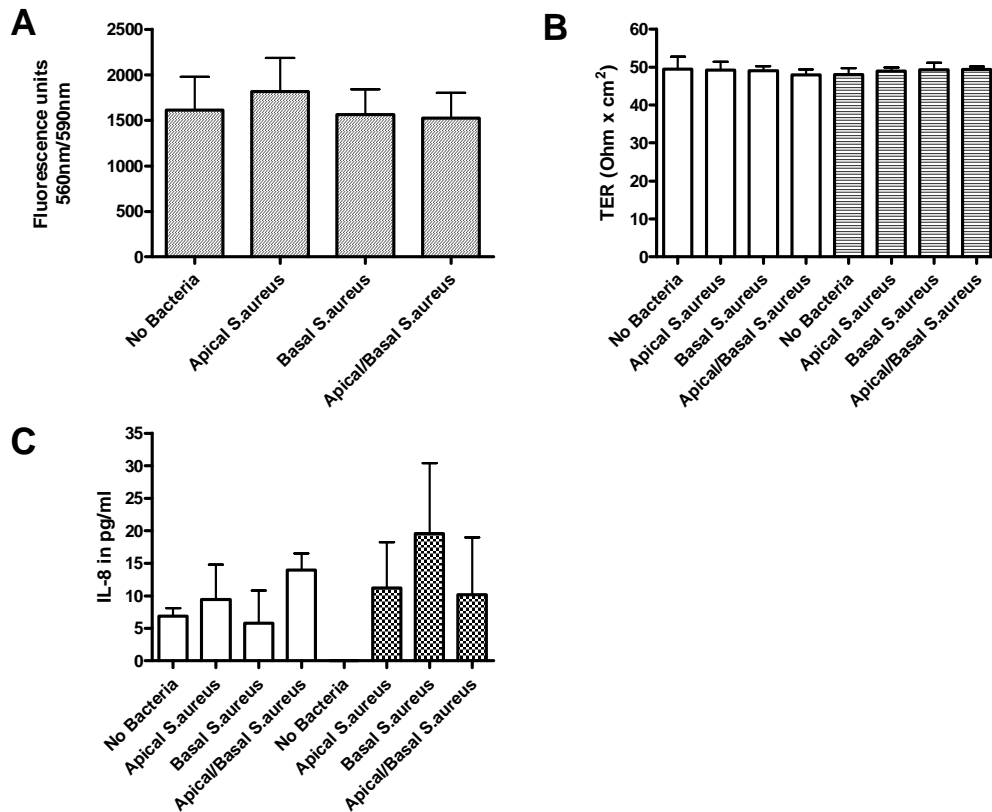 A
Fluorescence units
560nm/590nm
2500
2000
1500
1000
500
0
No Bacteria
Apical S.aureus
Basal S.aureus
Apical/Basal S.aureus
B
TER (Ohm x cm²)
60
50
40
30
20
10
0
No Bacteria
Apical S.aureus
Basal S.aureus
Apical/Basal S.aureus
No Bacteria
Apical S.aureus
Basal S.aureus
Apical/Basal S.aureus
C
IL-8 in pg/ml
35
30
25
20
15
10
5
0
No Bacteria
Apical S.aureus
Basal S.aureus
Apical/Basal S.aureus
No Bacteria
Apical S.aureus
Basal S.aureus
Apical/Basal S.aureus